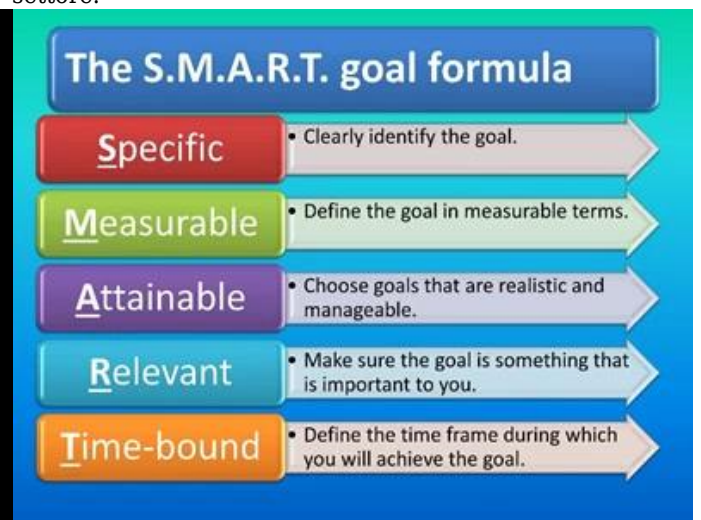 The S.M.A.R.T. goal formula
Specific
• Clearly identify the goal.
Measurable
• Define the goal in measurable terms.
Attainable
• Choose goals that are realistic and
manageable.
Relevant
• Make sure the goal is something that
is important to you.
Time-bound
• Define the time frame during which
you will achieve the goal.